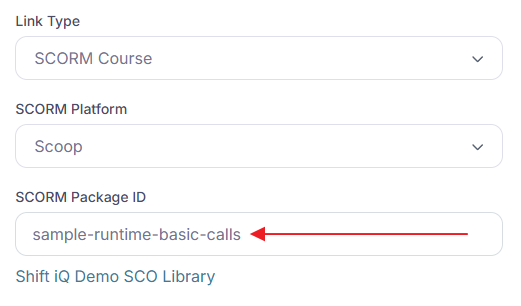 Link Type
SCORM Course
SCORM Platform
Scoop
SCORM Package ID
sample-runtime-basic-calls
Shift iQ Demo SCO Library